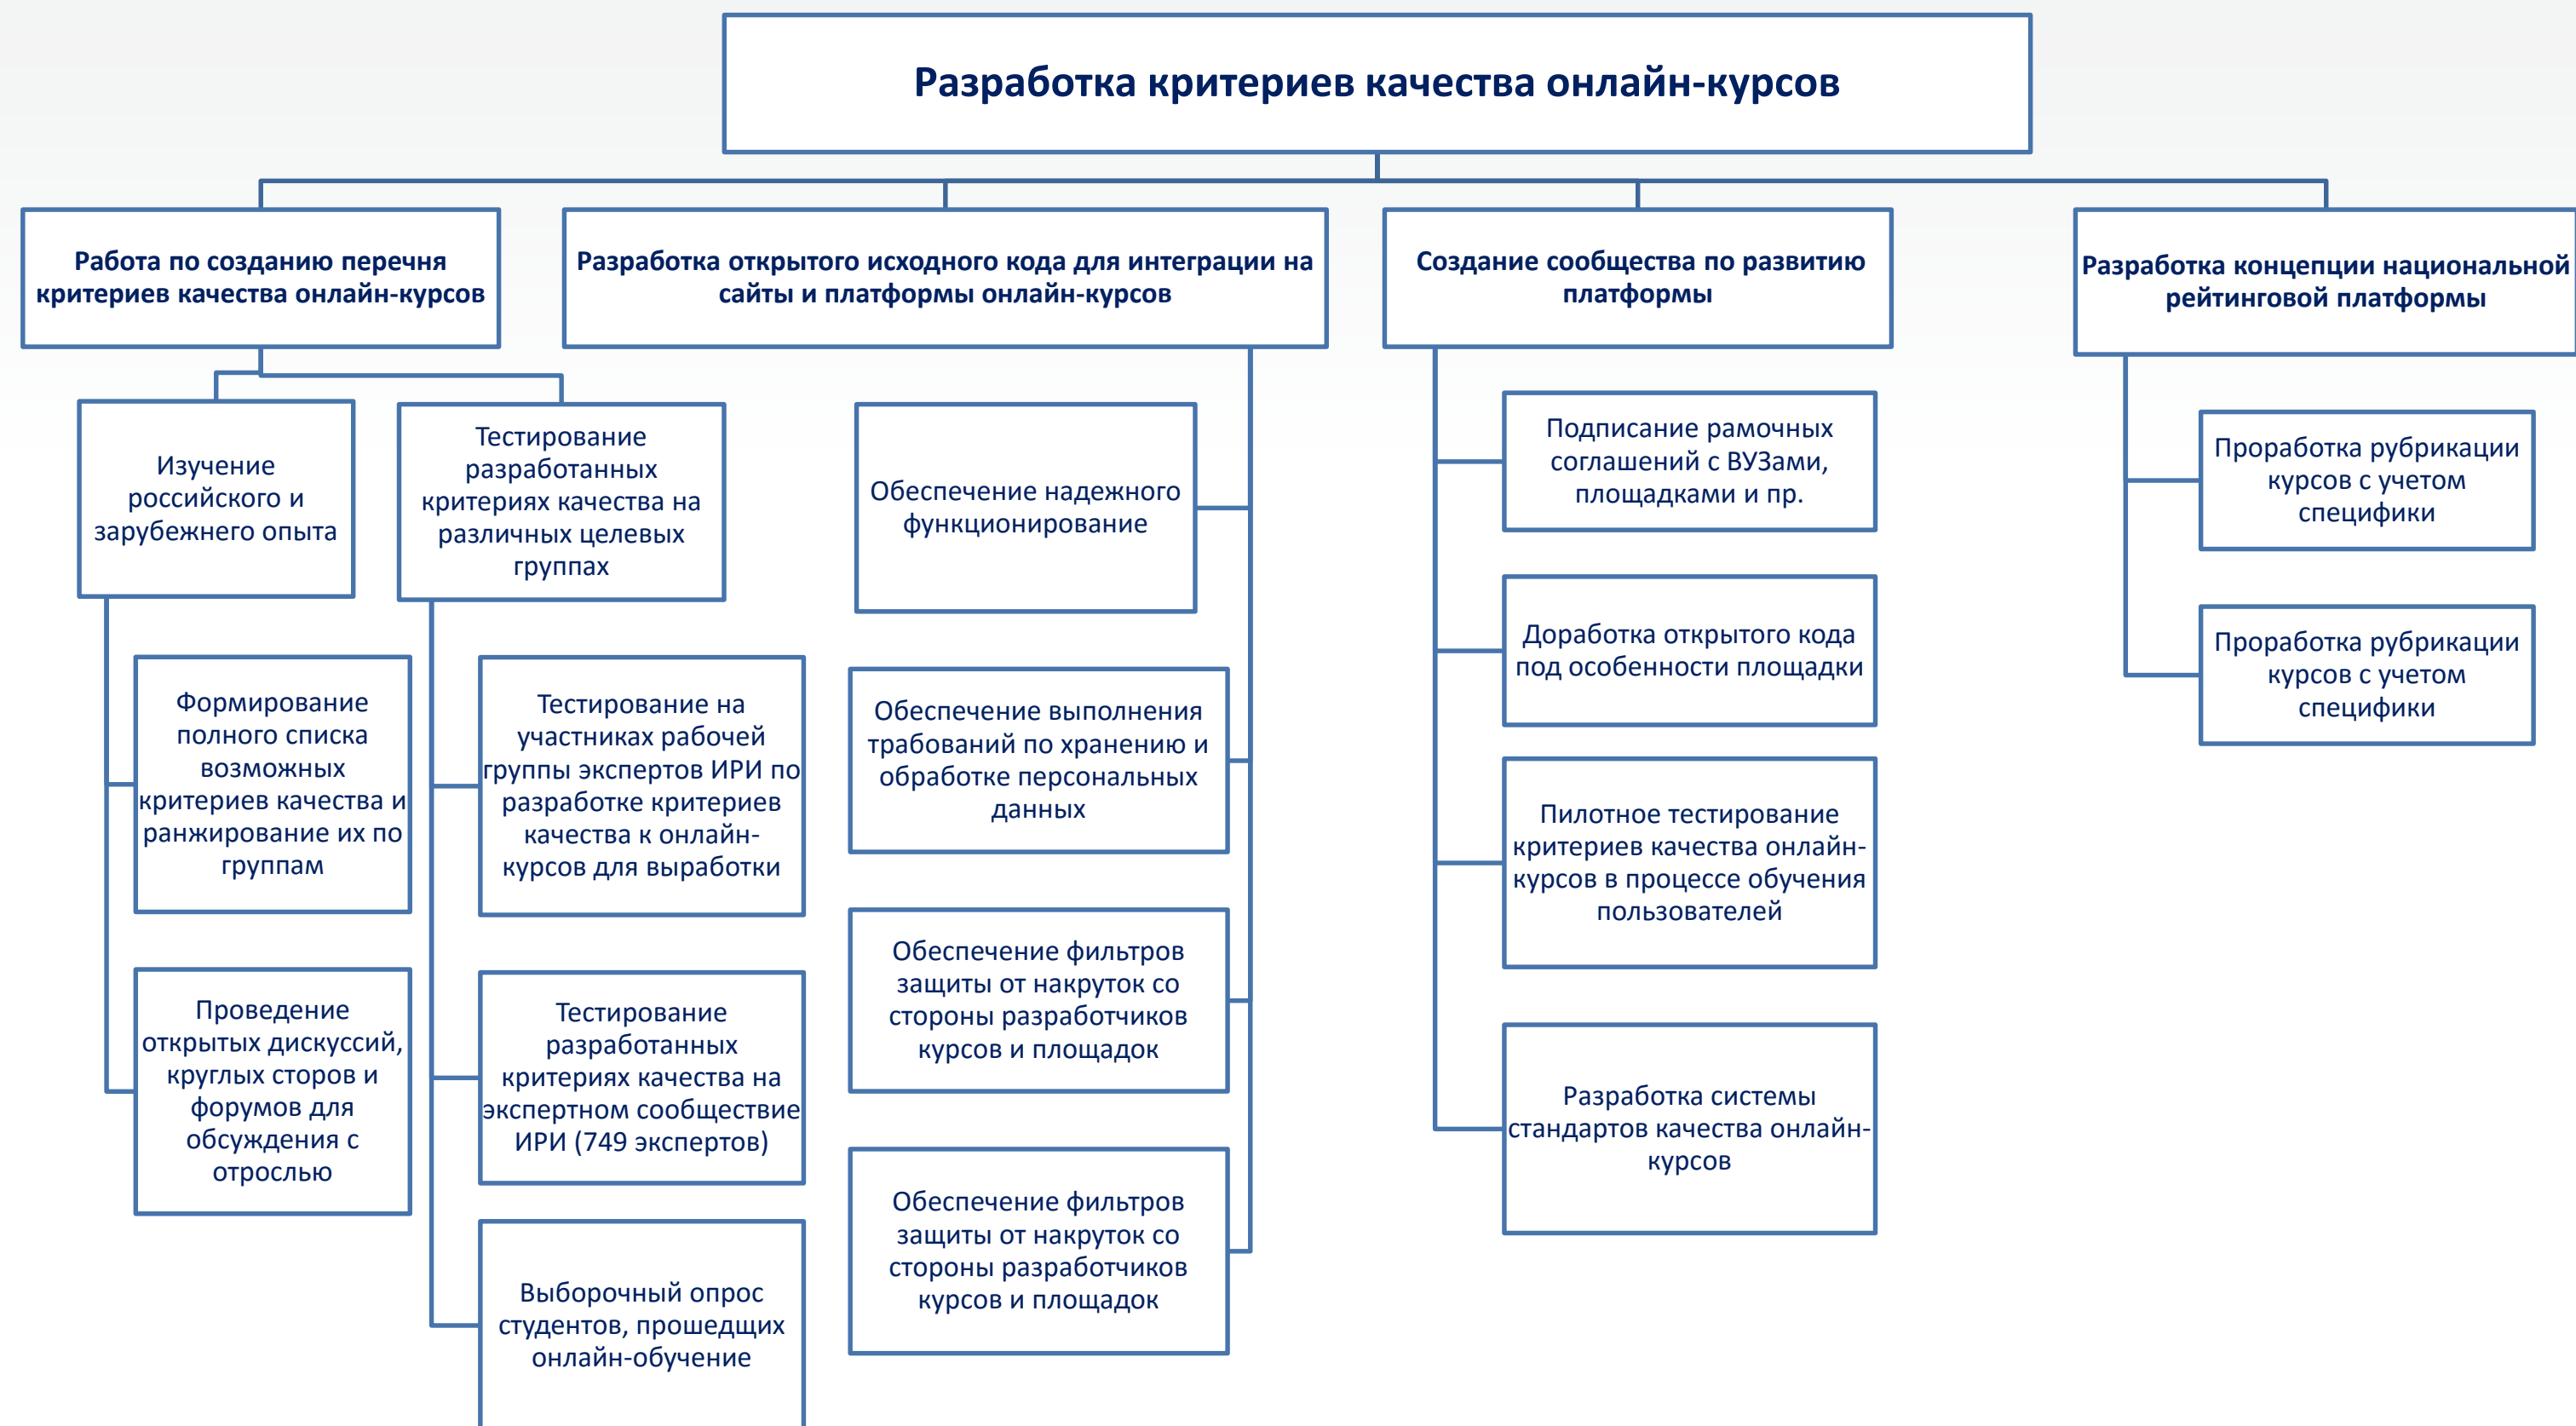 Разработка критериев качества онлайн-курсов
Работа по созданию перечня
критериев качества онлайн-курсов
Изучение
российского и
зарубежнего опыта
Формирование
полного списка
возможных
критериев качества и
ранжирование их по
группам
Проведение
открытых дискуссий,
круглых сторов и
форумов для
обсуждения с
отрослью
Тестирование
разработанных
критериях качества на
различных целевых
группах
Тестирование на
участниках рабочей
группы экспертов ИРИ по
разработке критериев
качества к онлайн-
курсов для выработки
Тестирование
разработанных
критериях качества на
экспертном сообществие
ИРИ (749 экспертов)
Выборочный опрос
студентов, прошедщих
онлайн-обучение
Разработка открытого исходного кода для интеграции на
сайты и платформы онлайн-курсов
Обеспечение надежного
функционирование
Обеспечение выполнения
трабований по хранению и
обработке персональных
данных
Обеспечение фильтров
защиты от накруток со
стороны разработчиков
курсов и площадок
Обеспечение фильтров
защиты от накруток со
стороны разработчиков
курсов и площадок
Создание сообщества по развитию
платформы
Подписание рамочных
соглашений с ВУЗами,
площадками и пр.
Доработка открытого кода
под особенности площадки
Пилотное тестирование
критериев качества онлайн-
курсов в процессе обучения
пользователей
Разработка системы
стандартов качества онлайн-
курсов
Разработка концепции национальной
рейтинговой платформы
Проработка рубрикации
курсов с учетом
специфики
Проработка рубрикации
курсов с учетом
специфики